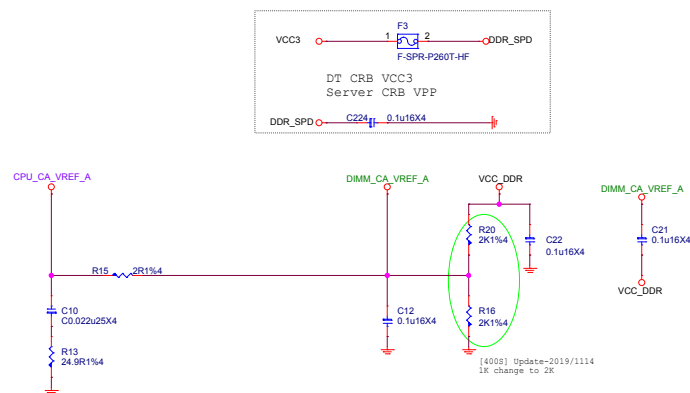 F3
VCC3
1
2
DDR_SPD
F-SPR-P260T-HF
DT CRB VCC3
Server CRB VPP
DDR_SPD
C224
0.1u16X4
CPU_CA_VREF_A
DIMM_CA_VREF_A
VCC_DDR
DIMM_CA_VREF_A
R20
2K1%4
C22
0.1u16X4
C21
0.1u16X4
R15
2R1%4
VCC_DDR
C10
C0.022u25X4
C12
0.1u16X4
R16
2K1%4
R13
24.9R1%4
[400S] Update-2019/1114
1K change to 2K